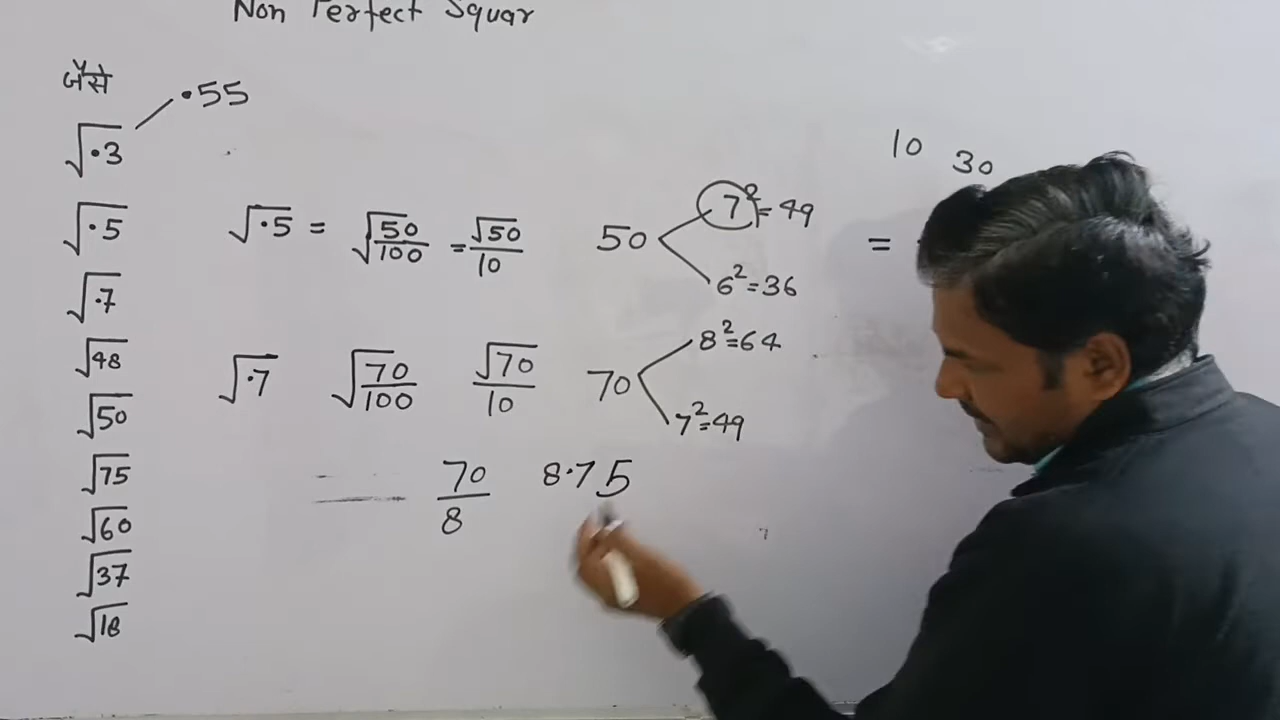 Non Perfect Squar
जैसे
√·3 ·55
10 30
√·5
√·5 = √50/100 = √50/10 50 7²=49 6²=36 =
√·7
√48
√·7 √70/100 √70/10 70 8²=64 7²=49
√50
√75
70/8 8·75
√60
√37
√18